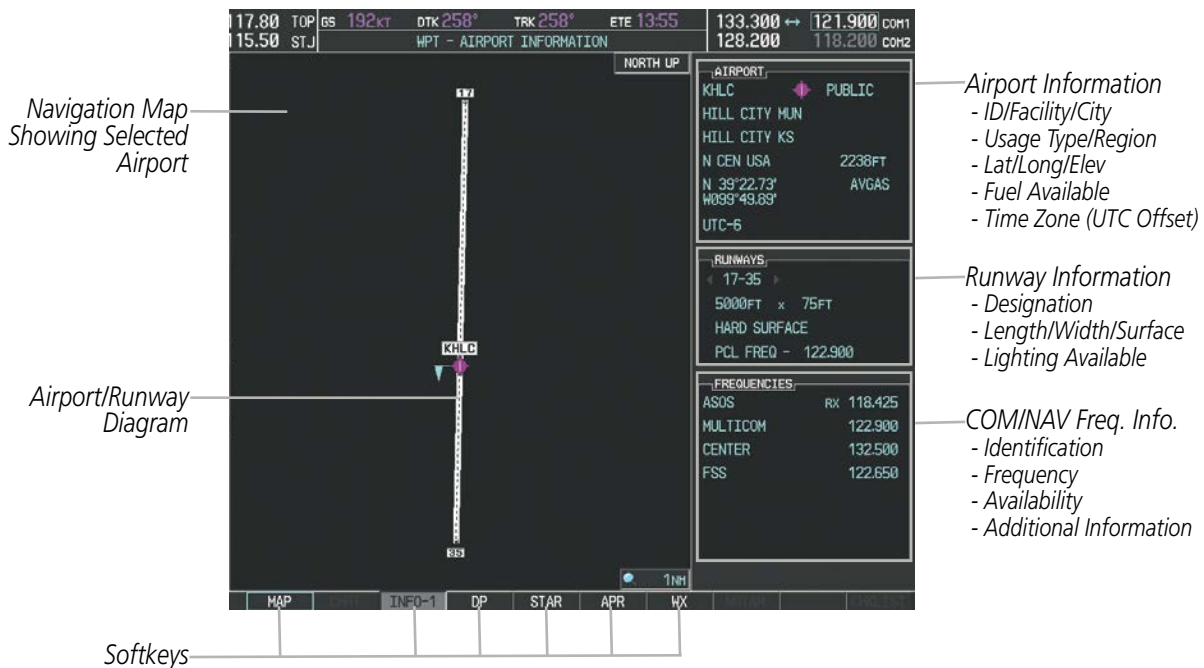 117.80 TOP GS 192KT DTK 258° TRK 258° ETE 13:55 133.300 ↔ 121.900 COM1
115.50 STJ WPT - AIRPORT INFORMATION 128.200 118.200 COM2
NORTH UP
17
KHLC
35
1NM
AIRPORT
KHLC PUBLIC
HILL CITY MUN
HILL CITY KS
N CEN USA 2238FT
N 39°22.73' AVGAS
W099°49.89'
UTC-6
RUNWAYS
17-35
5000FT x 75FT
HARD SURFACE
PCL FREQ - 122.900
FREQUENCIES
ASOS RX 118.425
MULTICOM 122.900
CENTER 132.500
FSS 122.650
MAP INFO-1 DP STAR APR WX CHKLIST
Navigation Map
Showing Selected
Airport
Airport/Runway
Diagram
Softkeys
Airport Information
- ID/Facility/City
- Usage Type/Region
- Lat/Long/Elev
- Fuel Available
- Time Zone (UTC Offset)
Runway Information
- Designation
- Length/Width/Surface
- Lighting Available
COM/NAV Freq. Info.
- Identification
- Frequency
- Availability
- Additional Information